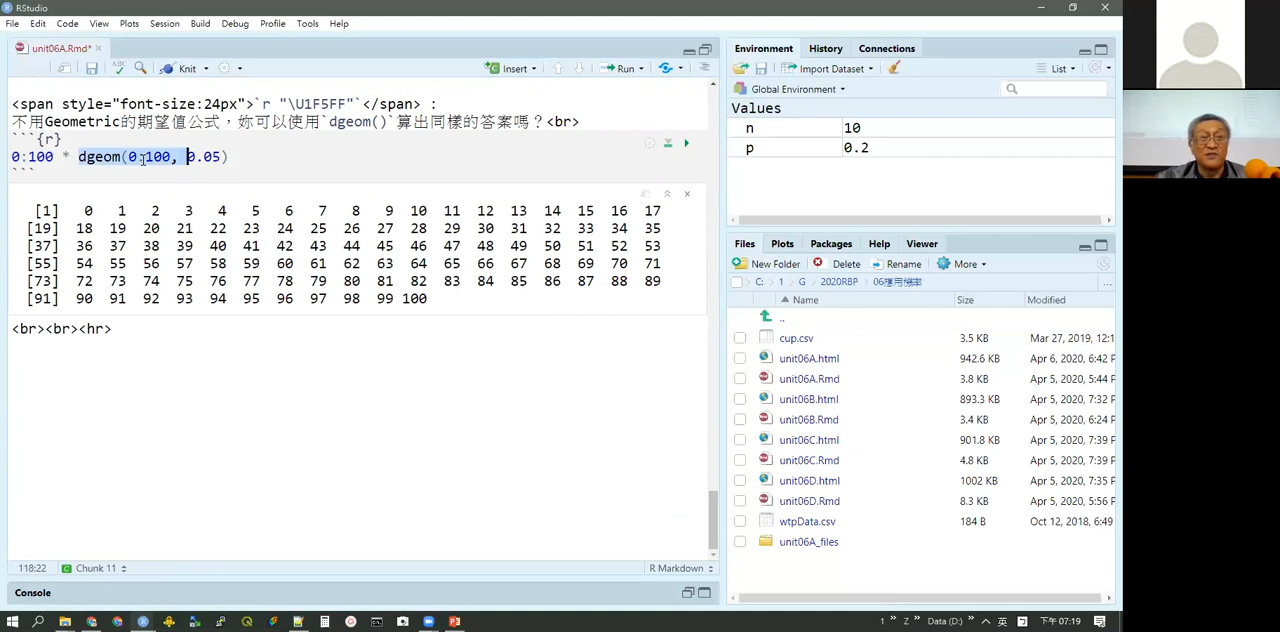 RStudio
File Edit Code View Plots Session Build Debug Profile Tools Help
unit06A.Rmd*
Knit Insert Run
<span style="font-size:24px">`r "\U1F5FF"`</span> :
不用Geometric的期望值公式，妳可以使用`dgeom()`算出同樣的答案嗎？<br>
```{r}
0:100 * dgeom(0:100, 0.05)
```
[1] 0 1 2 3 4 5 6 7 8 9 10 11 12 13 14 15 16 17
[19] 18 19 20 21 22 23 24 25 26 27 28 29 30 31 32 33 34 35
[37] 36 37 38 39 40 41 42 43 44 45 46 47 48 49 50 51 52 53
[55] 54 55 56 57 58 59 60 61 62 63 64 65 66 67 68 69 70 71
[73] 72 73 74 75 76 77 78 79 80 81 82 83 84 85 86 87 88 89
[91] 90 91 92 93 94 95 96 97 98 99 100
<br><br><hr>
118:22 Chunk 11 R Markdown
Console
Environment History Connections
Import Dataset List
Global Environment
Values
n 10
p 0.2
Files Plots Packages Help Viewer
New Folder Delete Rename More
C: 1 G 2020RBP 06應用機率 ...
Name Size Modified
..
cup.csv 3.5 KB Mar 27, 2019, 12:1
unit06A.html 942.6 KB Apr 6, 2020, 6:42 P
unit06A.Rmd 3.8 KB Apr 5, 2020, 5:44 P
unit06B.html 893.3 KB Apr 5, 2020, 7:32 P
unit06B.Rmd 3.4 KB Apr 5, 2020, 6:24 P
unit06C.html 901.8 KB Apr 5, 2020, 7:39 P
unit06C.Rmd 4.8 KB Apr 5, 2020, 7:39 P
unit06D.html 1002 KB Apr 5, 2020, 7:35 P
unit06D.Rmd 8.3 KB Apr 5, 2020, 5:56 P
wtpData.csv 184 B Oct 12, 2018, 6:49
unit06A_files
1 » Z » Data (D:) » 英 下午 07:19